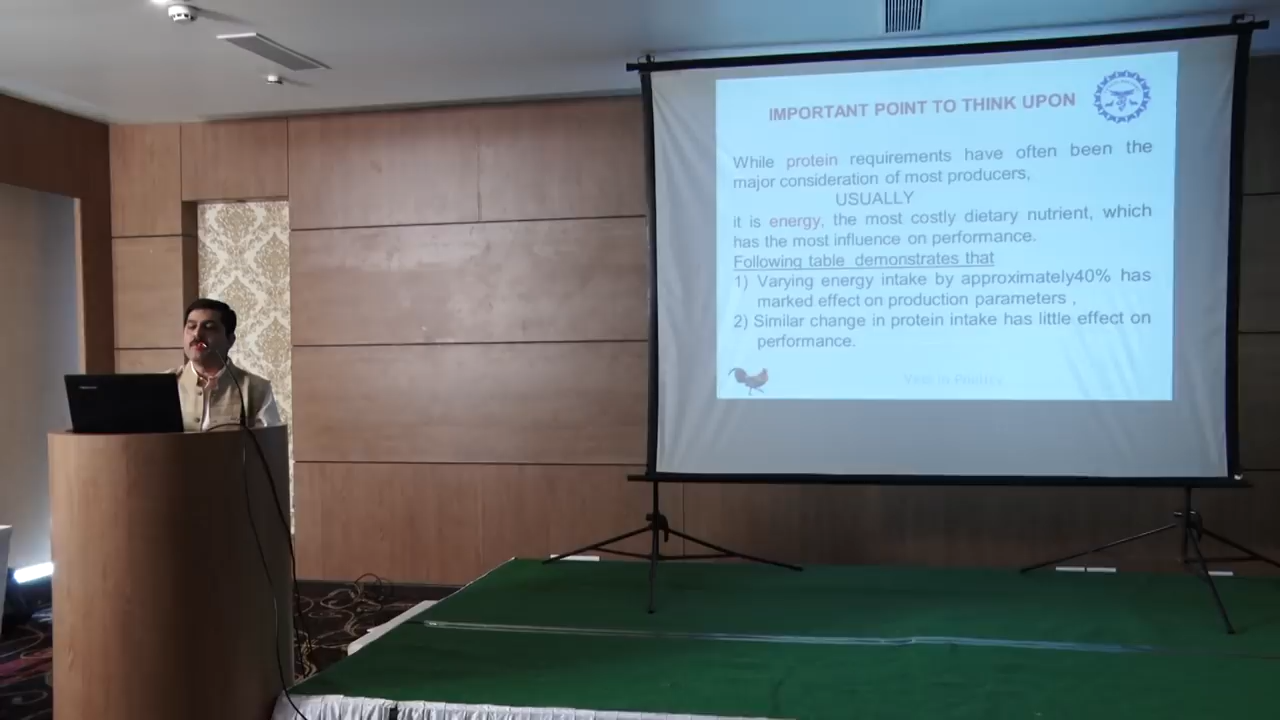 IMPORTANT POINT TO THINK UPON
While protein requirements have often been the
major consideration of most producers,
USUALLY
it is energy, the most costly dietary nutrient, which
has the most influence on performance.
Following table demonstrates that
1) Varying energy intake by approximately40% has
marked effect on production parameters ,
2) Similar change in protein intake has little effect on
performance.